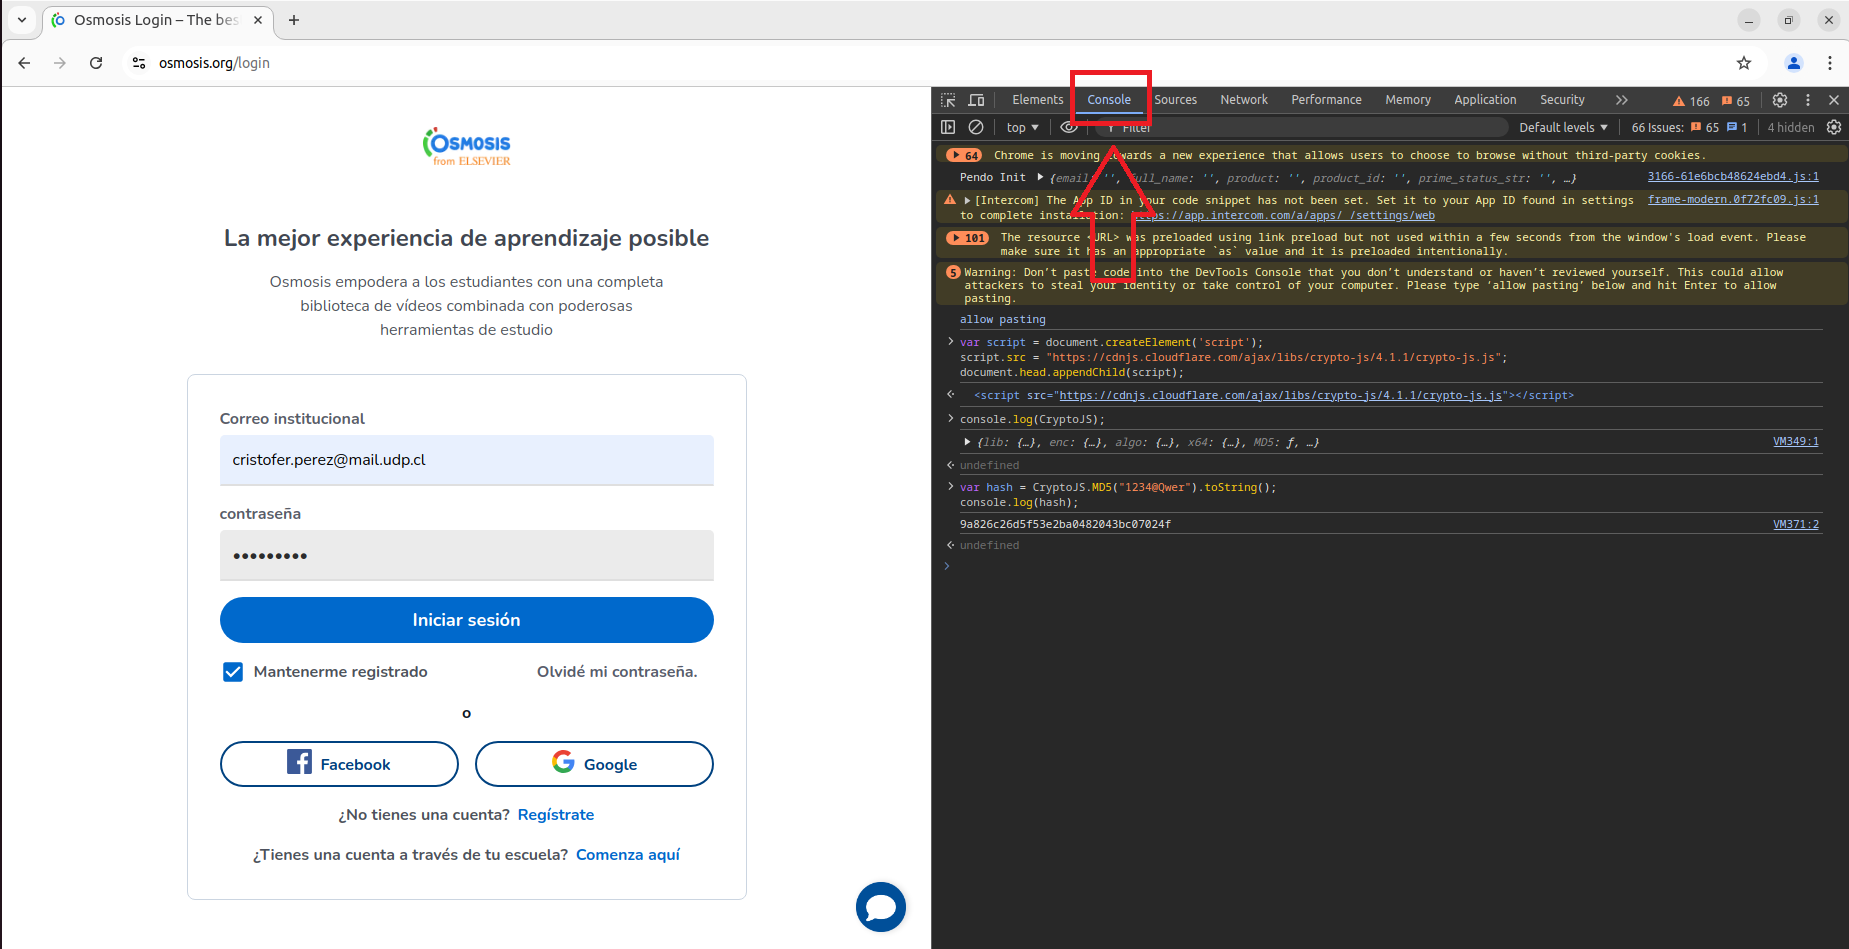 Osmosis Login – The bes
osmosis.org/login
OSMOSIS
from ELSEVIER
La mejor experiencia de aprendizaje posible
Osmosis empodera a los estudiantes con una completa
biblioteca de vídeos combinada con poderosas
herramientas de estudio
Correo institucional
cristofer.perez@mail.udp.cl
contraseña
•••••••••
Iniciar sesión
Mantenerme registrado Olvidé mi contraseña.
o
Facebook Google
¿No tienes una cuenta? Regístrate
¿Tienes una cuenta a través de tu escuela? Comenza aquí
Elements Console Sources Network Performance Memory Application Security 166 65
top Filter Default levels 66 Issues: 65 1 4 hidden
64 Chrome is moving towards a new experience that allows users to choose to browse without third-party cookies.
Pendo Init {email: '', full_name: '', product: '', product_id: '', prime_status_str: '', …} 3166-61e6bcb48624ebd4.js:1
[Intercom] The App ID in your code snippet has not been set. Set it to your App ID found in settings frame-modern.0f72fc09.js:1
to complete installation: https://app.intercom.com/a/apps/_/settings/web
101 The resource <URL> was preloaded using link preload but not used within a few seconds from the window's load event. Please
make sure it has an appropriate `as` value and it is preloaded intentionally.
5 Warning: Don’t paste code into the DevTools Console that you don’t understand or haven’t reviewed yourself. This could allow
attackers to steal your identity or take control of your computer. Please type ‘allow pasting’ below and hit Enter to allow
pasting.
allow pasting
var script = document.createElement('script');
script.src = "https://cdnjs.cloudflare.com/ajax/libs/crypto-js/4.1.1/crypto-js.js";
document.head.appendChild(script);
<script src="https://cdnjs.cloudflare.com/ajax/libs/crypto-js/4.1.1/crypto-js.js"></script>
console.log(CryptoJS);
{lib: {…}, enc: {…}, algo: {…}, x64: {…}, MD5: ƒ, …} VM349:1
undefined
var hash = CryptoJS.MD5("1234@Qwer").toString();
console.log(hash);
9a826c26d5f53e2ba0482043bc07024f VM371:2
undefined